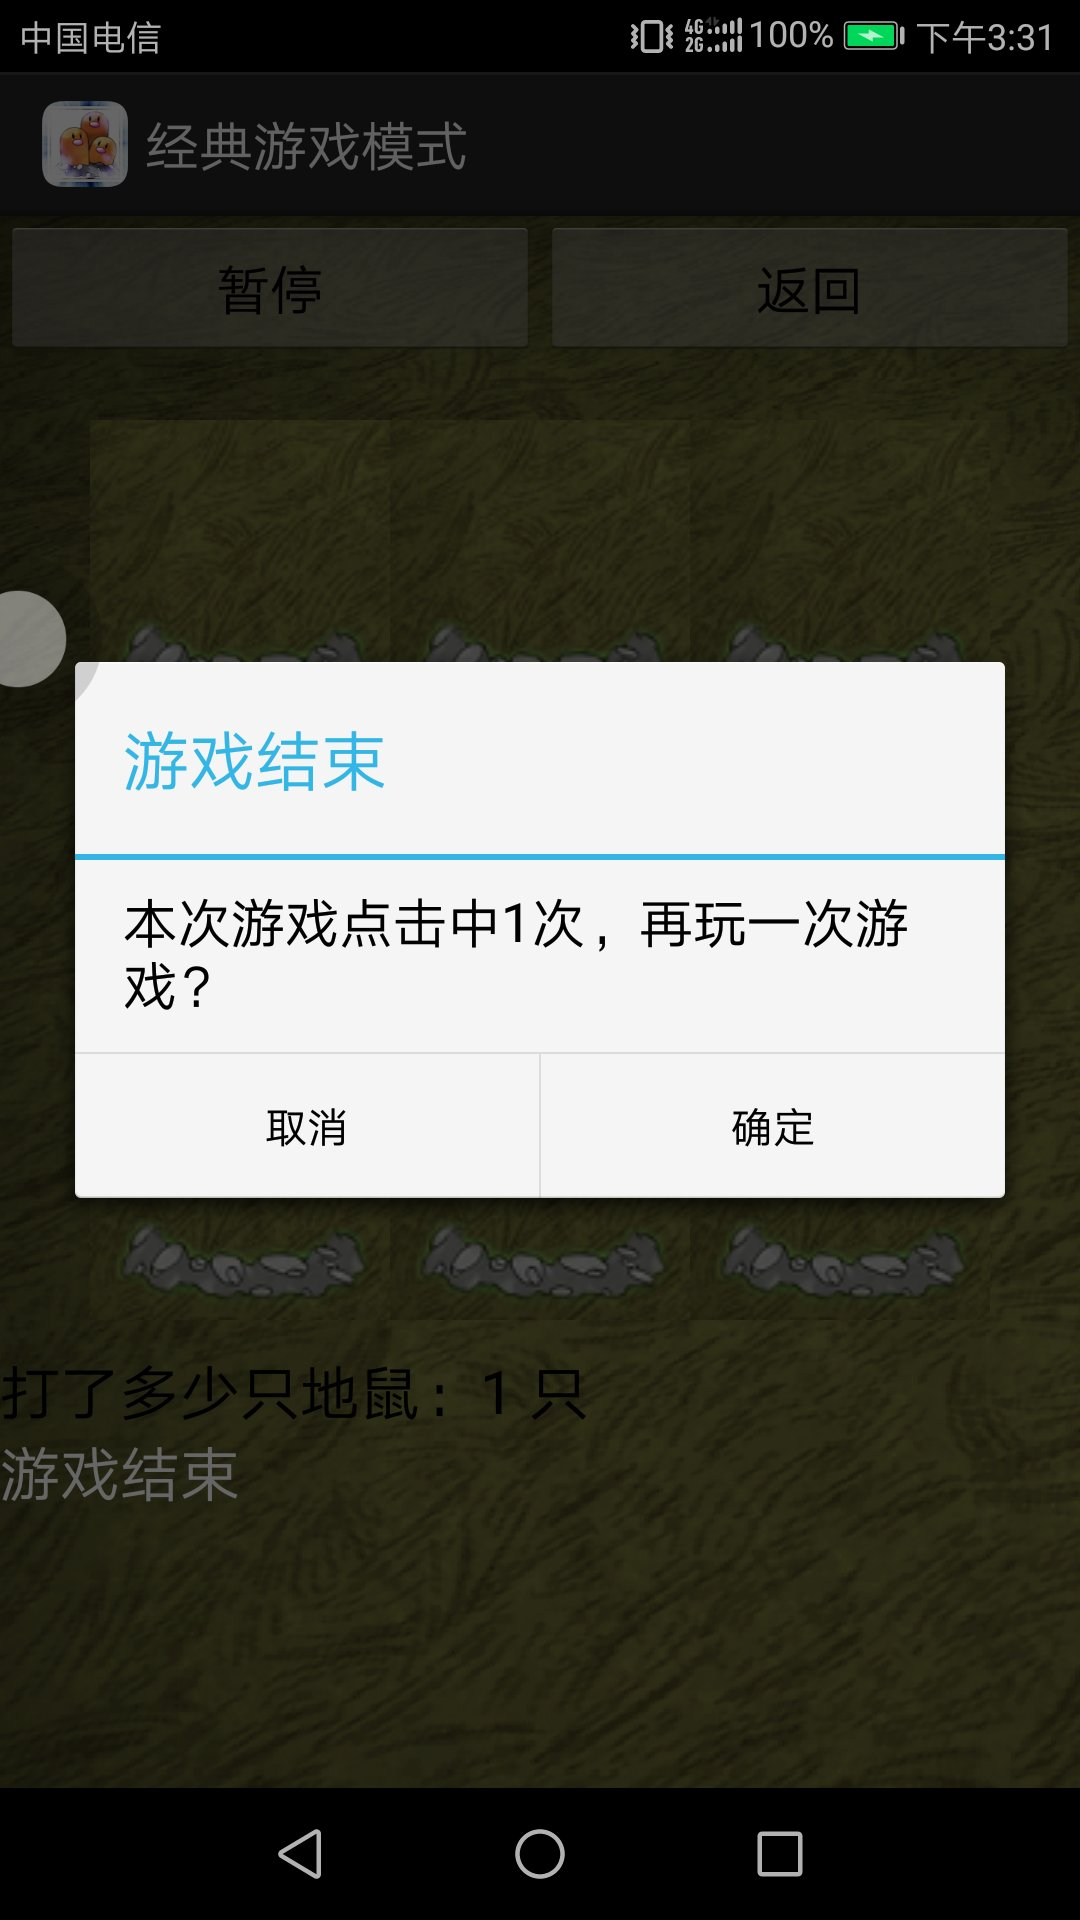 中国电信 4G 2G 100% 下午3:31
经典游戏模式
暂停 返回
游戏结束
本次游戏点击中1次，再玩一次游
戏？
取消 确定
打了多少只地鼠：1 只
游戏结束